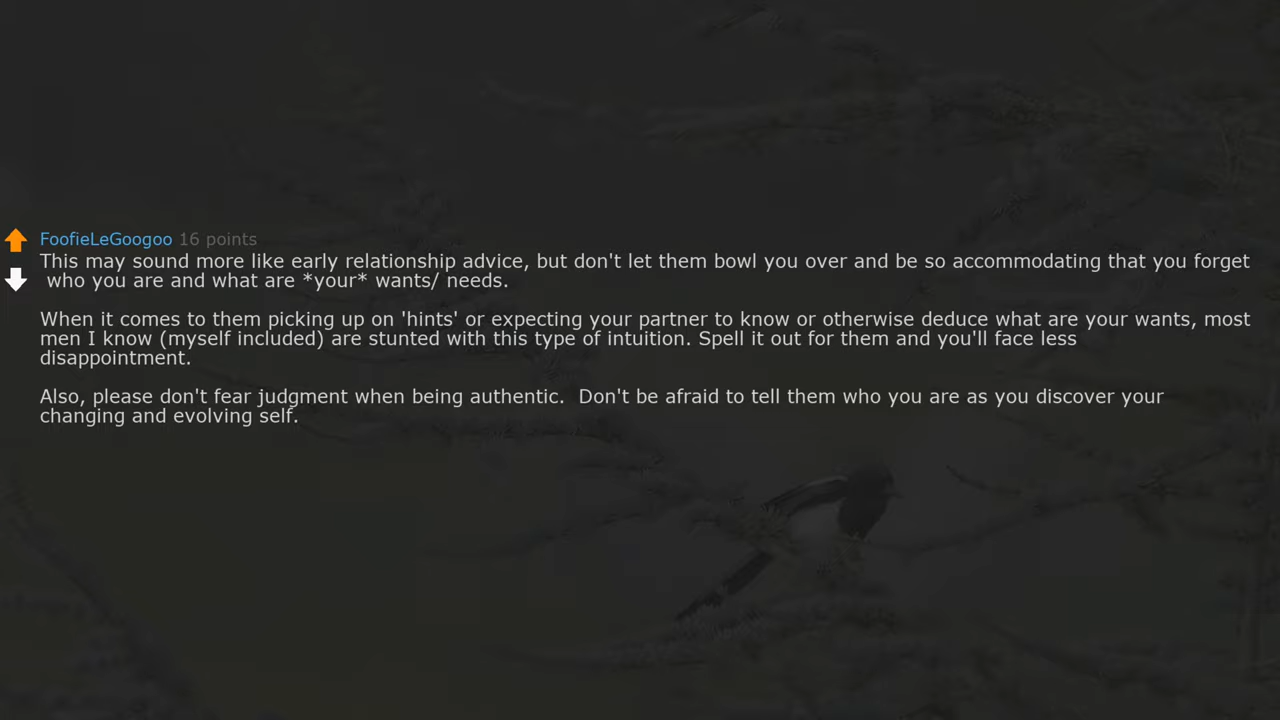 FoofieLeGoogoo 16 points
This may sound more like early relationship advice, but don't let them bowl you over and be so accommodating that you forget
who you are and what are *your* wants/ needs.
When it comes to them picking up on 'hints' or expecting your partner to know or otherwise deduce what are your wants, most
men I know (myself included) are stunted with this type of intuition. Spell it out for them and you'll face less
disappointment.
Also, please don't fear judgment when being authentic.  Don't be afraid to tell them who you are as you discover your
changing and evolving self.